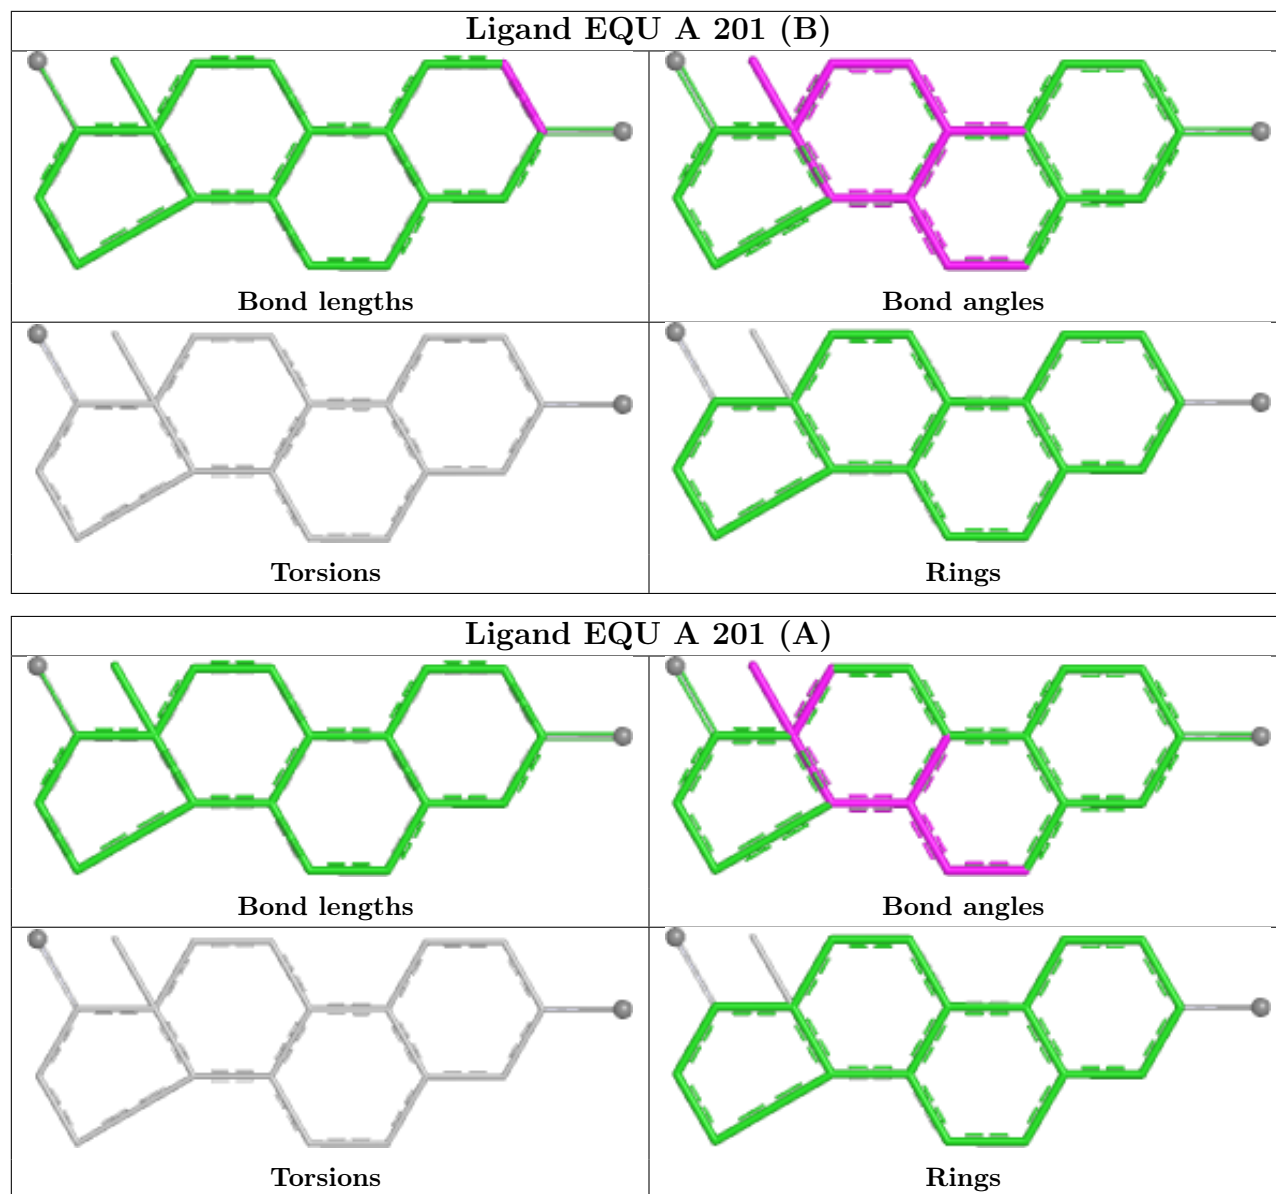 Ligand EQU A 201 (B)
Bond lengths
Bond angles
Torsions
Rings
Ligand EQU A 201 (A)
Bond lengths
Bond angles
Torsions
Rings